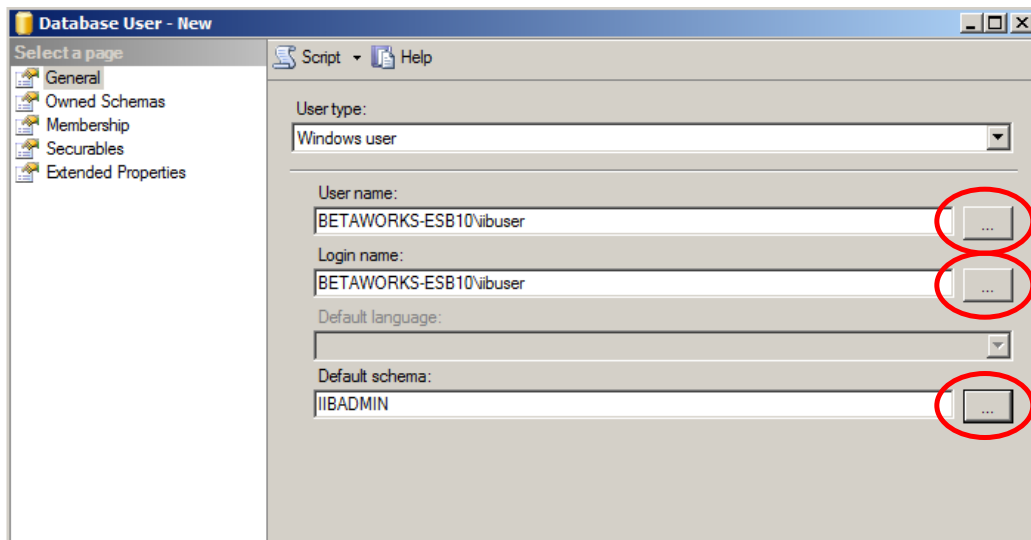 Database User - New
Select a page
General
Owned Schemas
Membership
Securables
Extended Properties
Script Help
User type:
Windows user
User name:
BETAWORKS-ESB10\iibuser
...
Login name:
BETAWORKS-ESB10\iibuser
...
Default language:
Default schema:
IIBADMIN
...